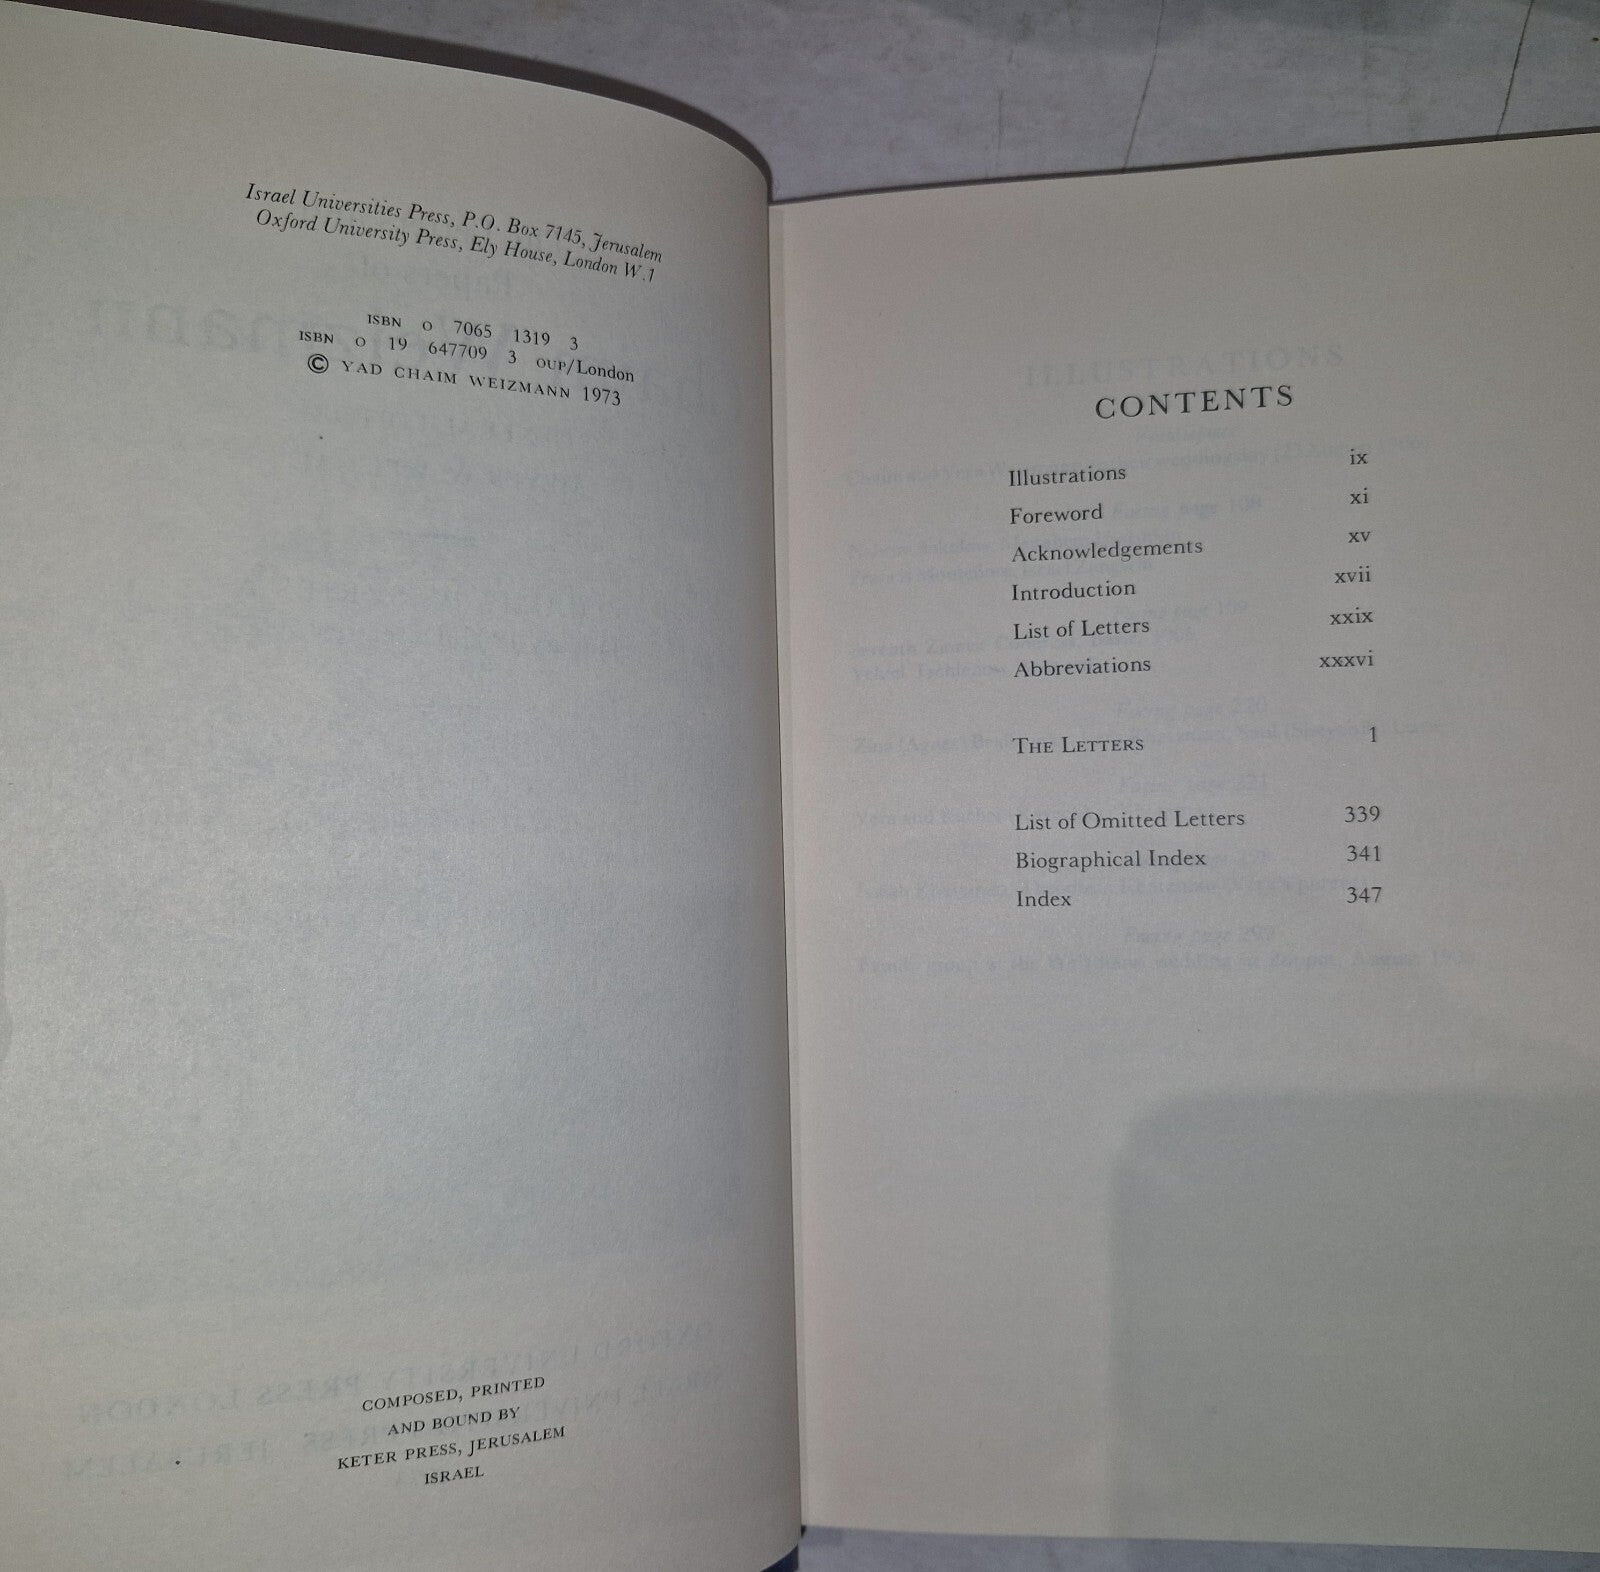 Israel Universities Press, P.O. Box 7145, Jerusalem
Oxford University Press, Ely House, London W.1
ISBN 0 7065 1319 3
ISBN 0 19 647709 3 OUP/London
© YAD CHAIM WEIZMANN 1973
COMPOSED, PRINTED
AND BOUND BY
KETER PRESS, JERUSALEM
ISRAEL
CONTENTS
Illustrations ix
Foreword xi
Acknowledgements xv
Introduction xvii
List of Letters xxix
Abbreviations xxxvi
THE LETTERS 1
List of Omitted Letters 339
Biographical Index 341
Index 347